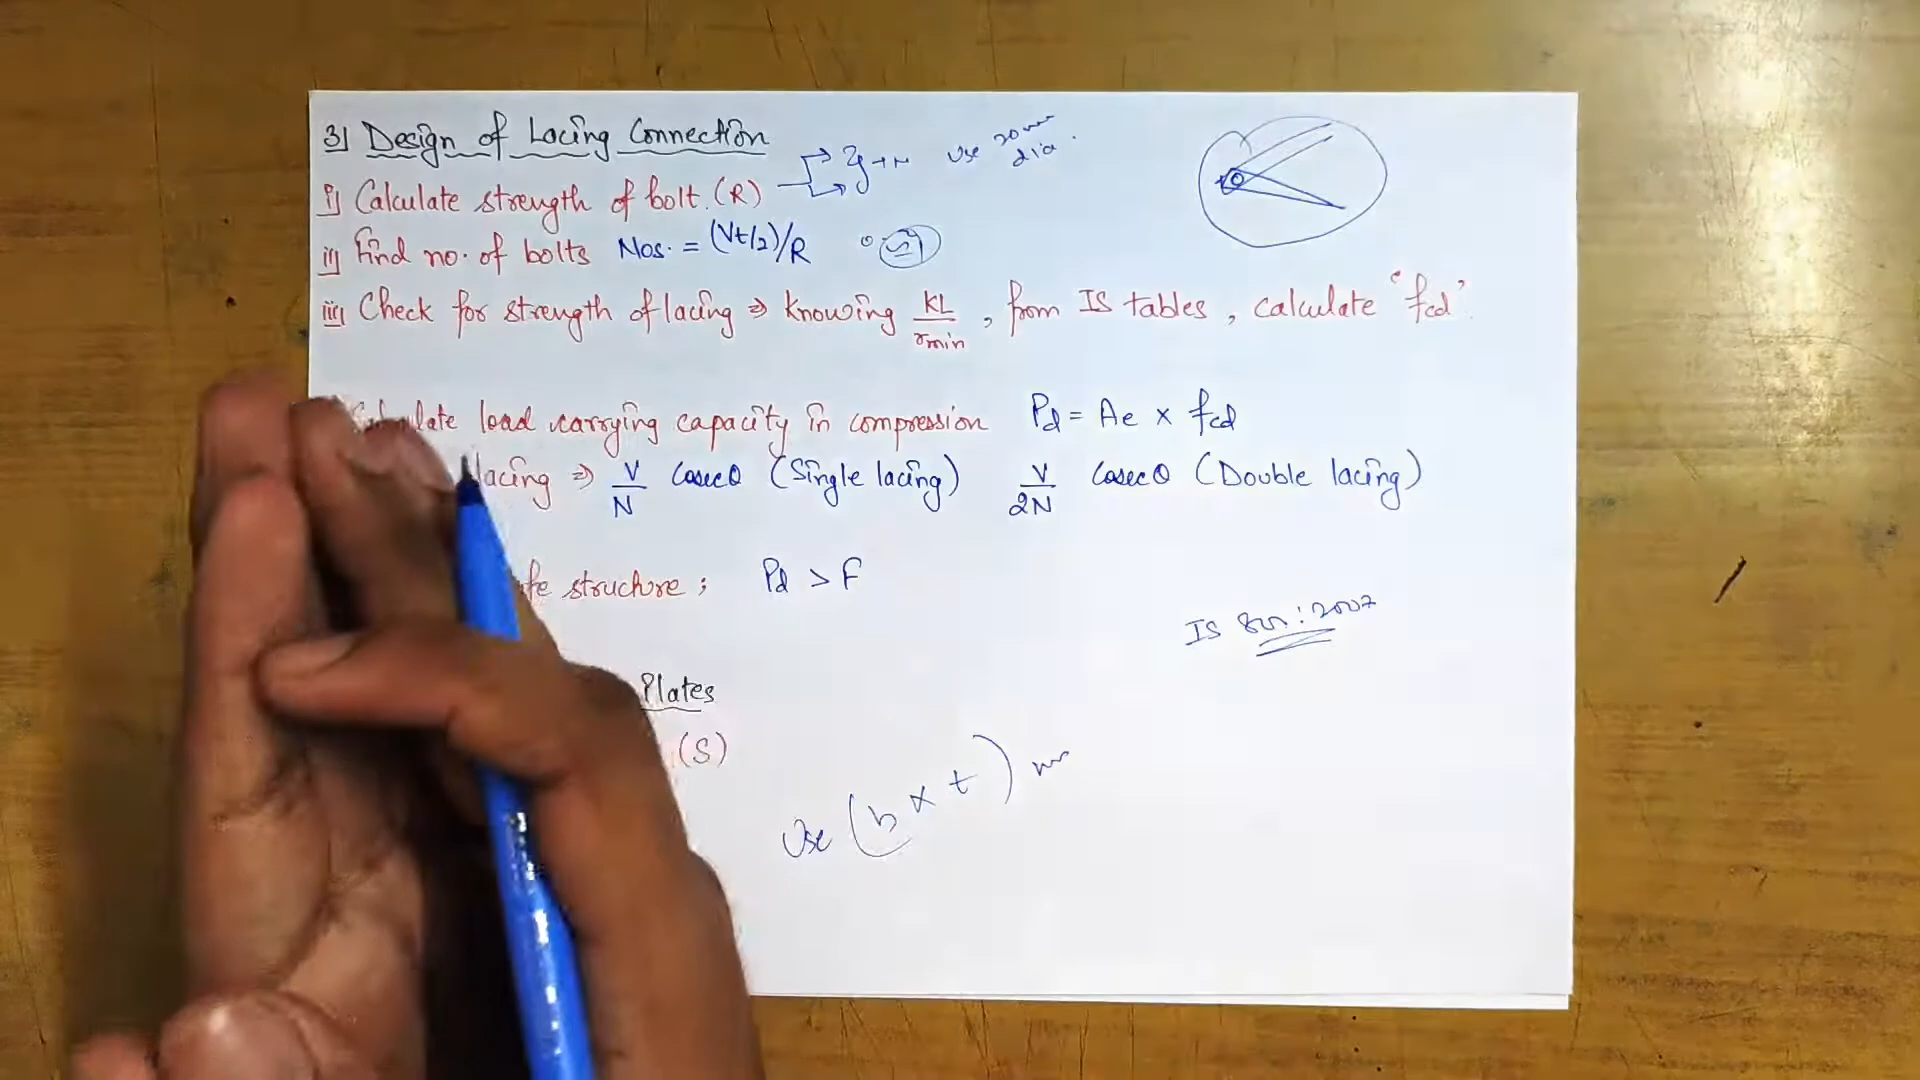 3] Design of Lacing Connection
use 20mm dia.
i] Calculate strength of bolt. (R)
ii] Find no. of bolts Nos. = (Vt/2)/R
iii] Check for strength of lacing ⇒ knowing KL/rmin , from IS tables , calculate "fcd"
load carrying capacity in compression Pd = Ae × fcd
lacing ⇒ V/N Cosecθ (Single lacing) V/2N Cosecθ (Double lacing)
structure ; Pd > F
IS : 2007
Plates
(S)
Use (b × t) mm